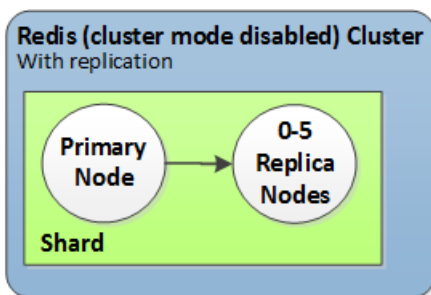 Redis (cluster mode disabled) Cluster
With replication
Primary
Node
0-5
Replica
Nodes
Shard